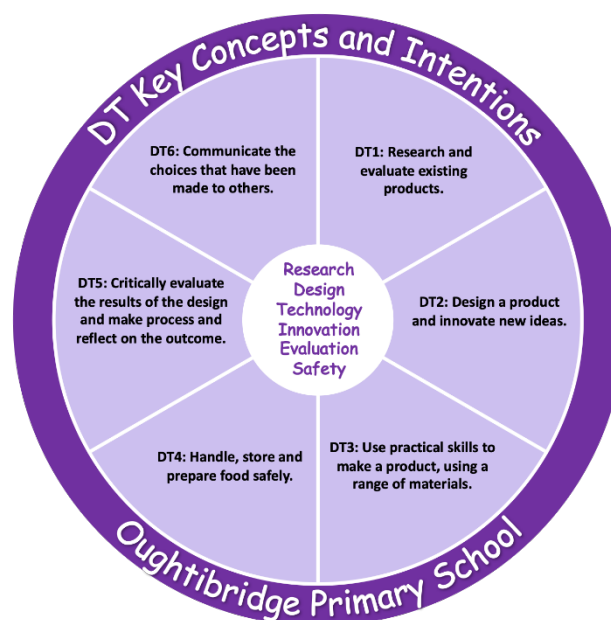 DT Key Concepts and Intentions
DT1: Research and
evaluate existing
products.
DT2: Design a product
and innovate new ideas.
DT3: Use practical skills to
make a product, using a
range of materials.
DT4: Handle, store and
prepare food safely.
DT5: Critically evaluate
the results of the design
and make process and
reflect on the outcome.
DT6: Communicate the
choices that have been
made to others.
Research
Design
Technology
Innovation
Evaluation
Safety
Oughtibridge Primary School